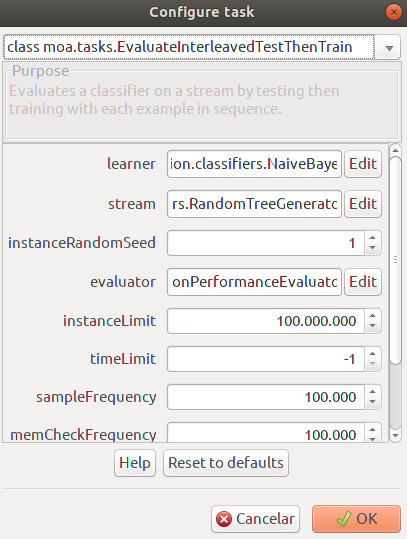 Configure task
class moa.tasks.EvaluateInterleavedTestThenTrain
Purpose
Evaluates a classifier on a stream by testing then
training with each example in sequence.
learner ion.classifiers.NaiveBaye Edit
stream rs.RandomTreeGenerato Edit
instanceRandomSeed 1
evaluator onPerformanceEvaluato Edit
instanceLimit 100.000.000
timeLimit -1
sampleFrequency 100.000
memCheckFrequency 100.000
Help Reset to defaults
Cancelar OK